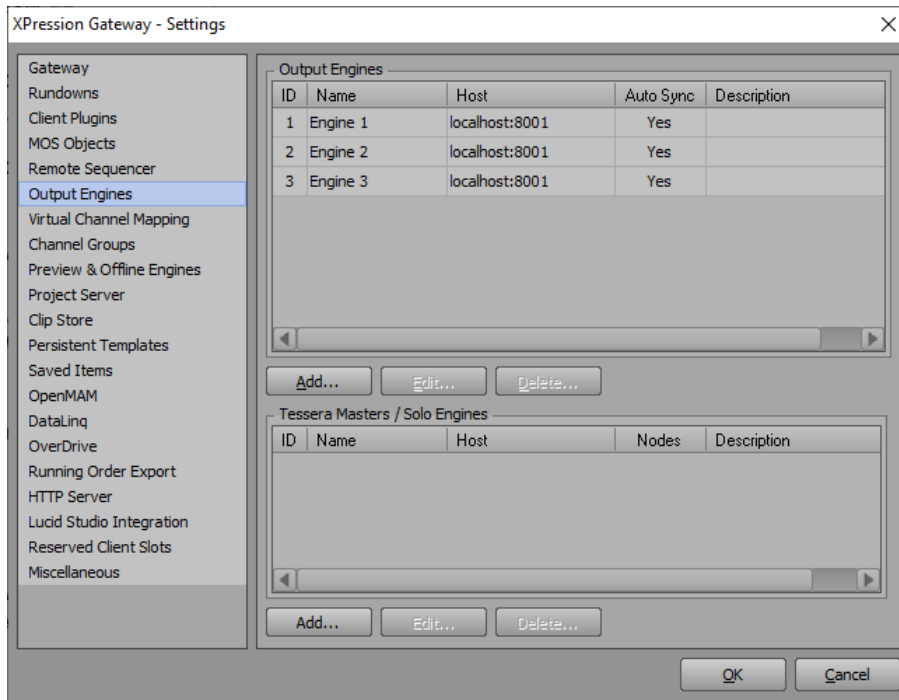 XPression Gateway - Settings
Gateway
Rundowns
Client Plugins
MOS Objects
Remote Sequencer
Output Engines
Virtual Channel Mapping
Channel Groups
Preview & Offline Engines
Project Server
Clip Store
Persistent Templates
Saved Items
OpenMAM
DataLinq
OverDrive
Running Order Export
HTTP Server
Lucid Studio Integration
Reserved Client Slots
Miscellaneous
Output Engines
ID Name Host Auto Sync Description
1 Engine 1 localhost:8001 Yes
2 Engine 2 localhost:8001 Yes
3 Engine 3 localhost:8001 Yes
Add... Edit... Delete...
Tessera Masters / Solo Engines
ID Name Host Nodes Description
Add... Edit... Delete...
OK Cancel